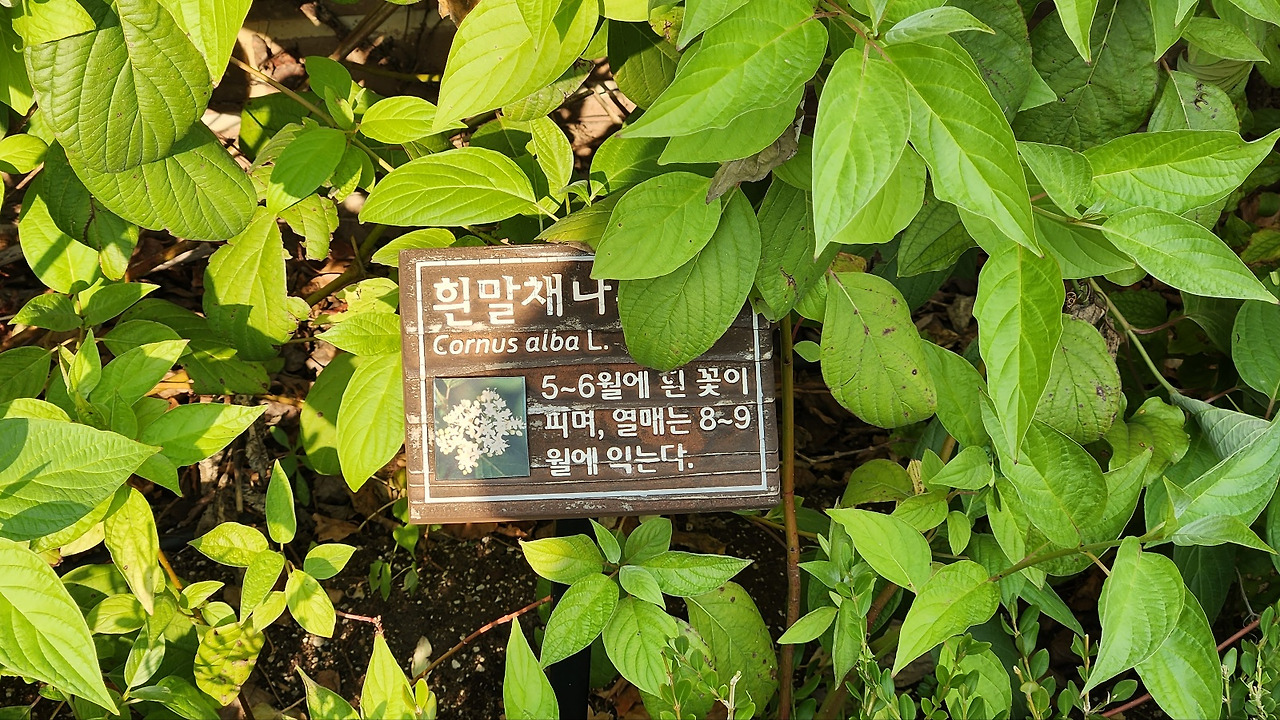 흰말채나
Cornus alba L.
5~6월에 흰 꽃이
피며, 열매는 8~9
월에 익는다.